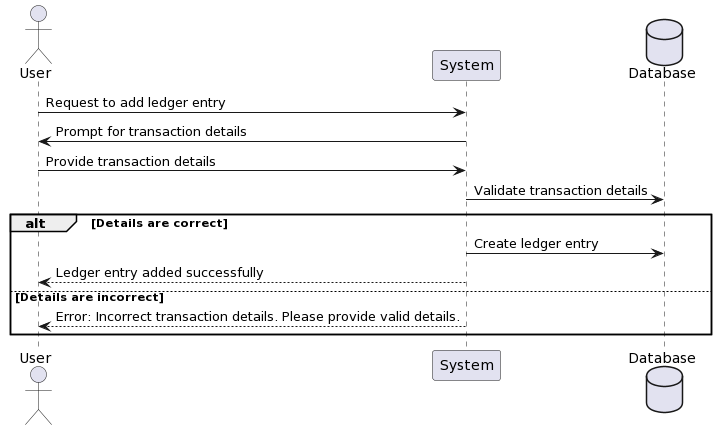 User
System
Database
Request to add ledger entry
Prompt for transaction details
Provide transaction details
Validate transaction details
alt
[Details are correct]
Create ledger entry
Ledger entry added successfully
[Details are incorrect]
Error: Incorrect transaction details. Please provide valid details.
User
System
Database